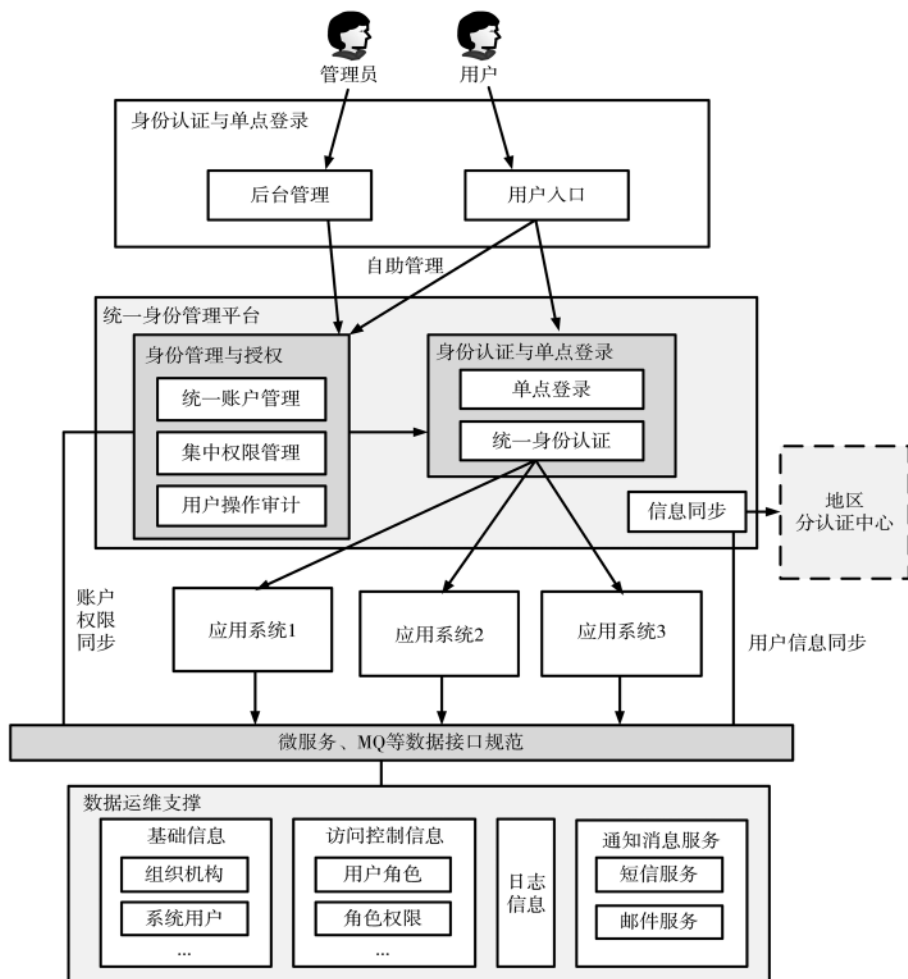 管理员
用户
身份认证与单点登录
后台管理
用户入口
自助管理
统一身份管理平台
身份管理与授权
统一账户管理
集中权限管理
用户操作审计
身份认证与单点登录
单点登录
统一身份认证
信息同步
地区
分认证中心
账户
权限
同步
应用系统1
应用系统2
应用系统3
用户信息同步
微服务、MQ等数据接口规范
数据运维支撑
基础信息
组织机构
系统用户
...
访问控制信息
用户角色
角色权限
...
日志
信息
通知消息服务
短信服务
邮件服务
...